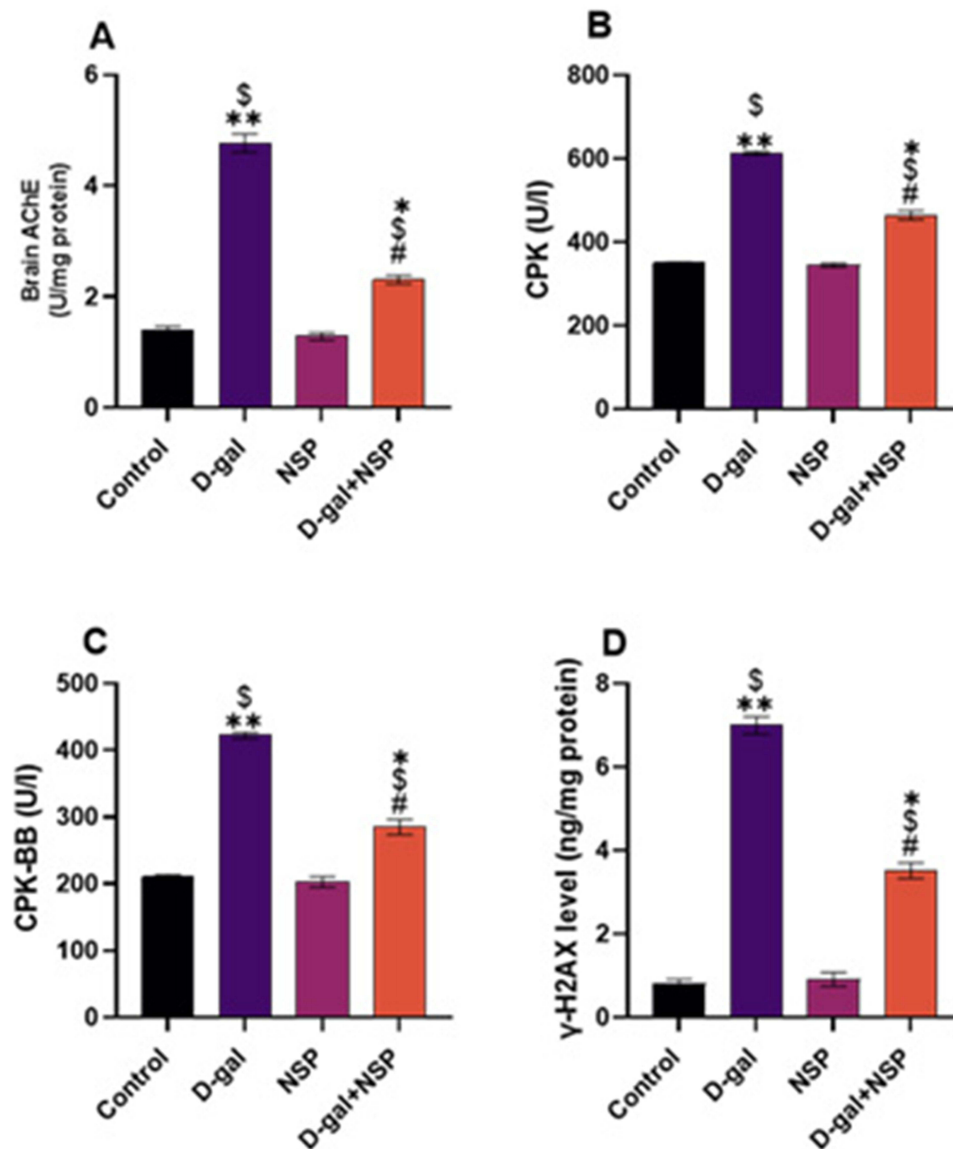 A
Brain AChE
(U/mg protein)
6
4
2
0
$
**
*
$
#
Control
D-gal
NSP
D-gal+NSP
B
CPK (U/l)
800
600
400
200
0
$
**
*
$
#
Control
D-gal
NSP
D-gal+NSP
C
CPK-BB (U/l)
500
400
300
200
100
0
$
**
*
$
#
Control
D-gal
NSP
D-gal+NSP
D
γ-H2AX level (ng/mg protein)
8
6
4
2
0
$
**
*
$
#
Control
D-gal
NSP
D-gal+NSP